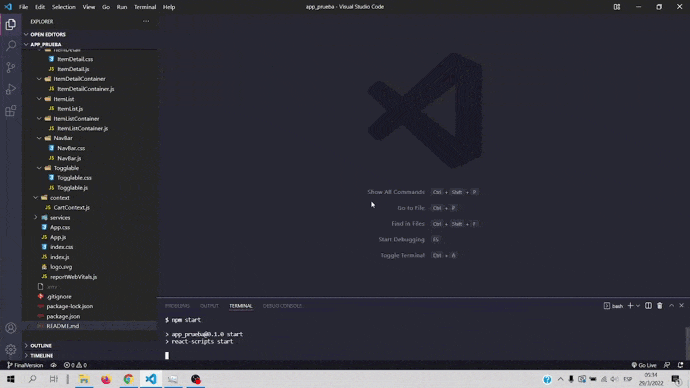 File Edit Selection View Go Run Terminal Help
app_prueba - Visual Studio Code
EXPLORER
OPEN EDITORS
APP_PRUEBA
ItemDetail
ItemDetail.css
ItemDetail.js
ItemDetailContainer
ItemDetailContainer.js
ItemList
ItemList.js
ItemListContainer
ItemListContainer.js
NavBar
NavBar.css
NavBar.js
Togglable
Togglable.css
Togglable.js
context
CartContext.js
services
App.css
App.js
index.css
index.js
logo.svg
reportWebVitals.js
.env
.gitignore
package-lock.json
package.json
README.md
OUTLINE
TIMELINE
Show All Commands Ctrl + Shift + P
Go to File Ctrl + P
Find in Files Ctrl + Shift + F
Start Debugging F5
Toggle Terminal Ctrl +
PROBLEMS OUTPUT TERMINAL DEBUG CONSOLE
bash
$ npm start
> app_prueba@0.1.0 start
> react-scripts start
FinalVersion
0 0
Go Live
ESP
05:14
29/3/2022